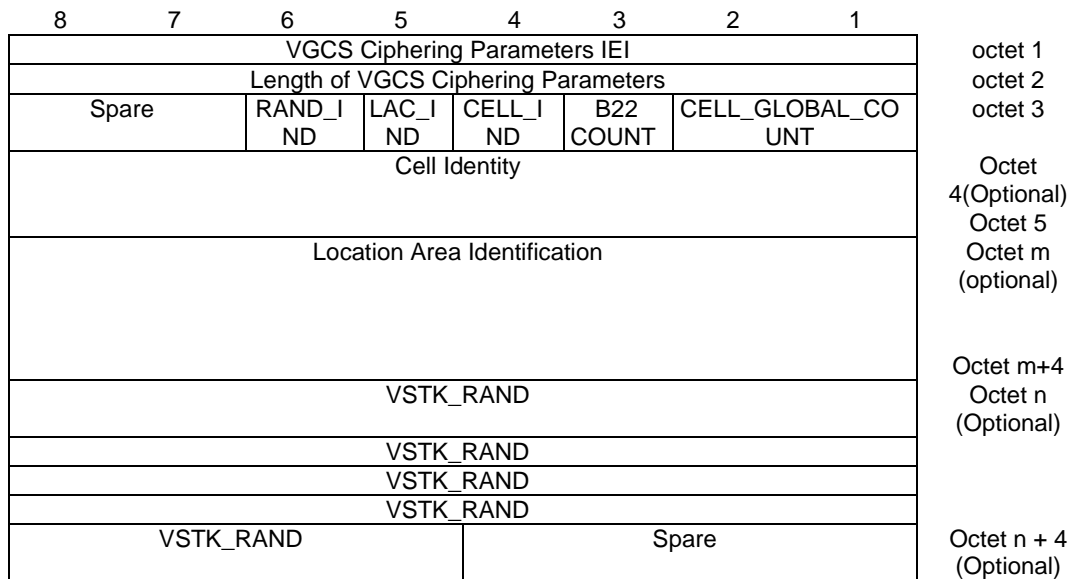 8 7 6 5 4 3 2 1
VGCS Ciphering Parameters IEI octet 1
Length of VGCS Ciphering Parameters octet 2
Spare RAND_I LAC_I CELL_I B22 CELL_GLOBAL_CO octet 3
ND ND ND COUNT UNT
Cell Identity Octet
4(Optional)
Octet 5
Location Area Identification Octet m
(optional)
Octet m+4
VSTK_RAND Octet n
(Optional)
VSTK_RAND
VSTK_RAND
VSTK_RAND
VSTK_RAND Spare Octet n + 4
(Optional)